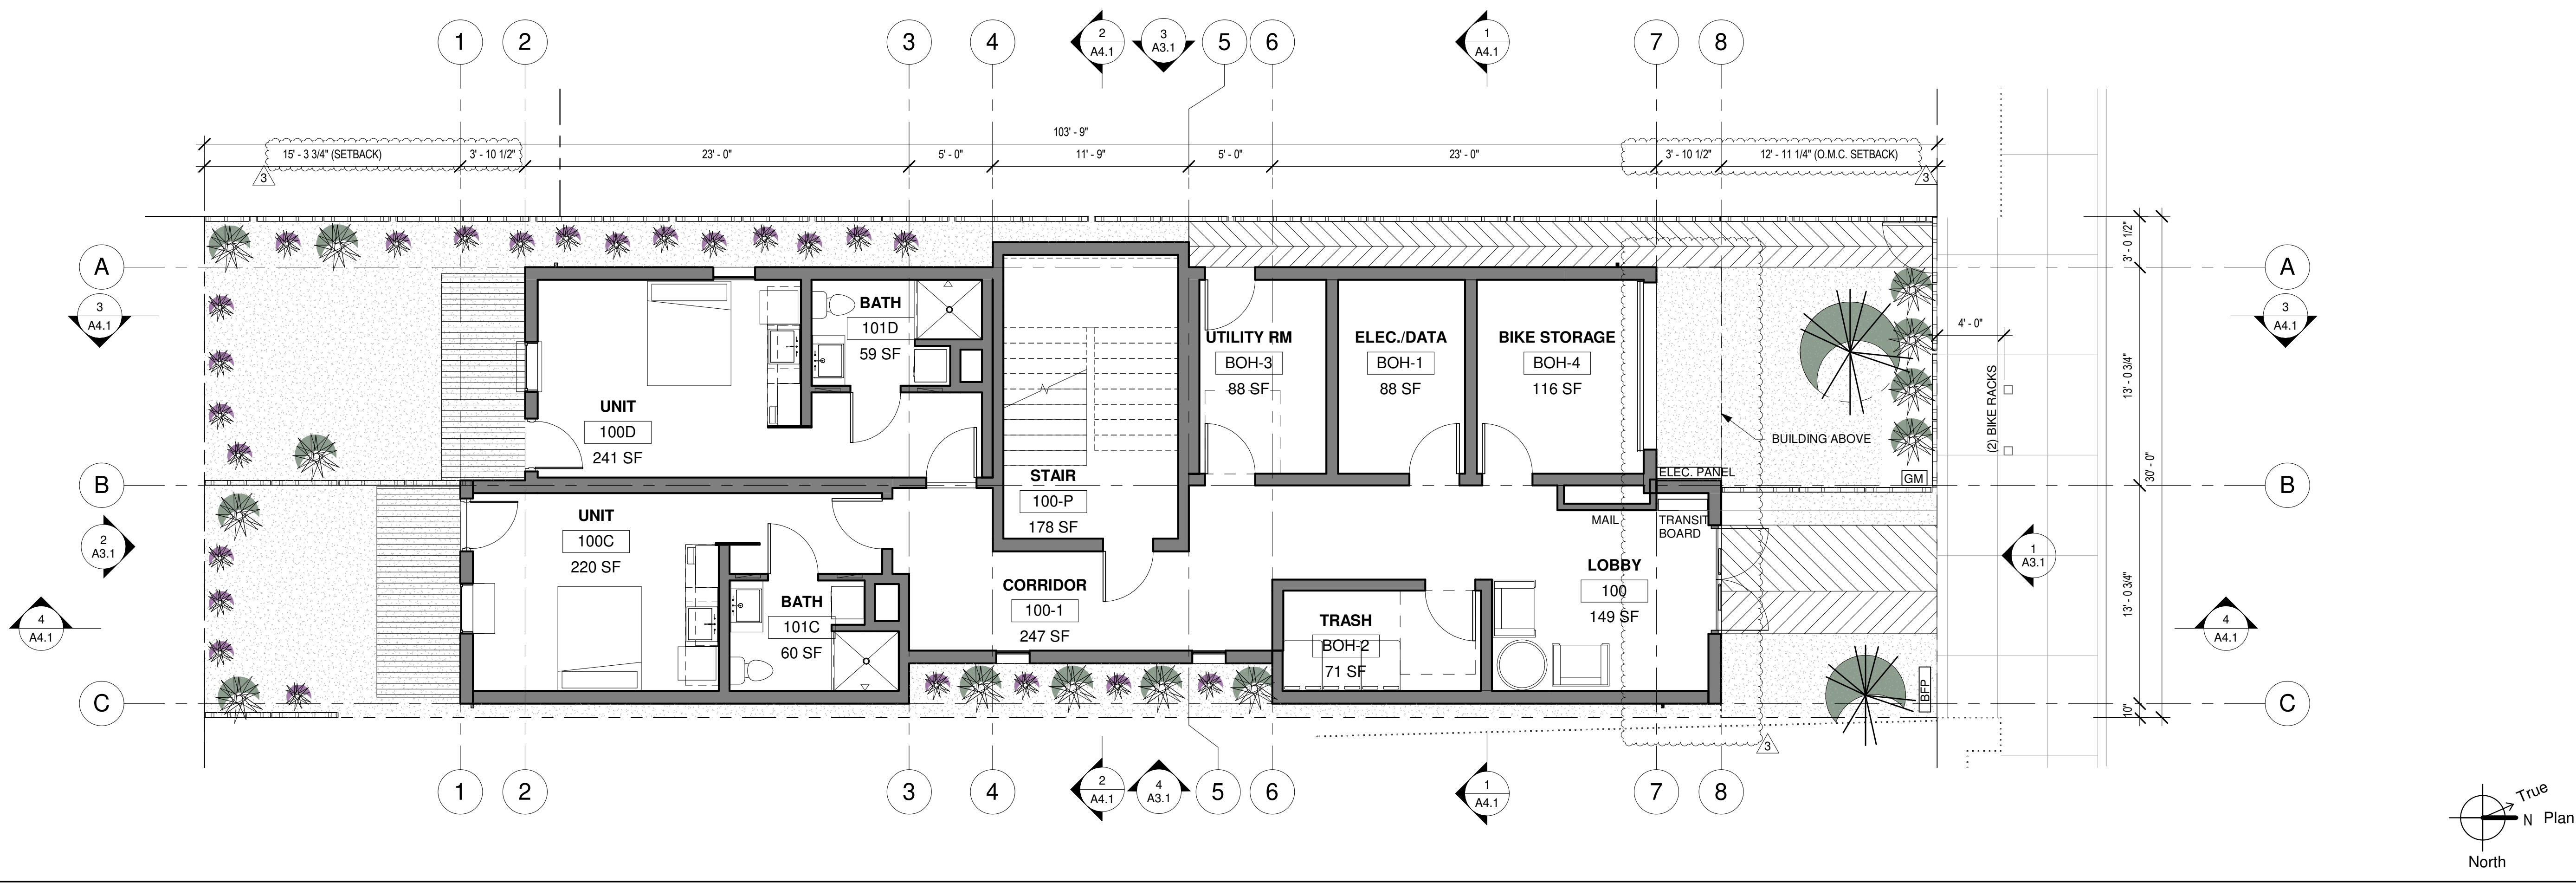 1
2
3
4
2
A4.1
3
A3.1
5
6
1
A4.1
7
8
103' - 9"
15' - 3 3/4" (SETBACK)
3' - 10 1/2"
23' - 0"
5' - 0"
11' - 9"
5' - 0"
23' - 0"
3' - 10 1/2"
12' - 11 1/4" (O.M.C. SETBACK)
3
3
3' - 0 1/2"
A
A
3
A4.1
3
A4.1
BATH
101D
59 SF
UTILITY RM
BOH-3
88 SF
ELEC./DATA
BOH-1
88 SF
BIKE STORAGE
BOH-4
116 SF
4' - 0"
13' - 0 3/4"
(2) BIKE RACKS
UNIT
100D
241 SF
BUILDING ABOVE
30' - 0"
STAIR
100-P
178 SF
ELEC. PANEL
GM
B
B
UNIT
100C
220 SF
MAIL
TRANSIT
BOARD
2
A3.1
1
A3.1
LOBBY
100
149 SF
CORRIDOR
100-1
247 SF
BATH
101C
60 SF
TRASH
BOH-2
71 SF
13' - 0 3/4"
4
A4.1
4
A4.1
BFP
C
C
10"
3
1
2
3
4
2
A4.1
4
A3.1
5
6
1
A4.1
7
8
True
N
Plan
North